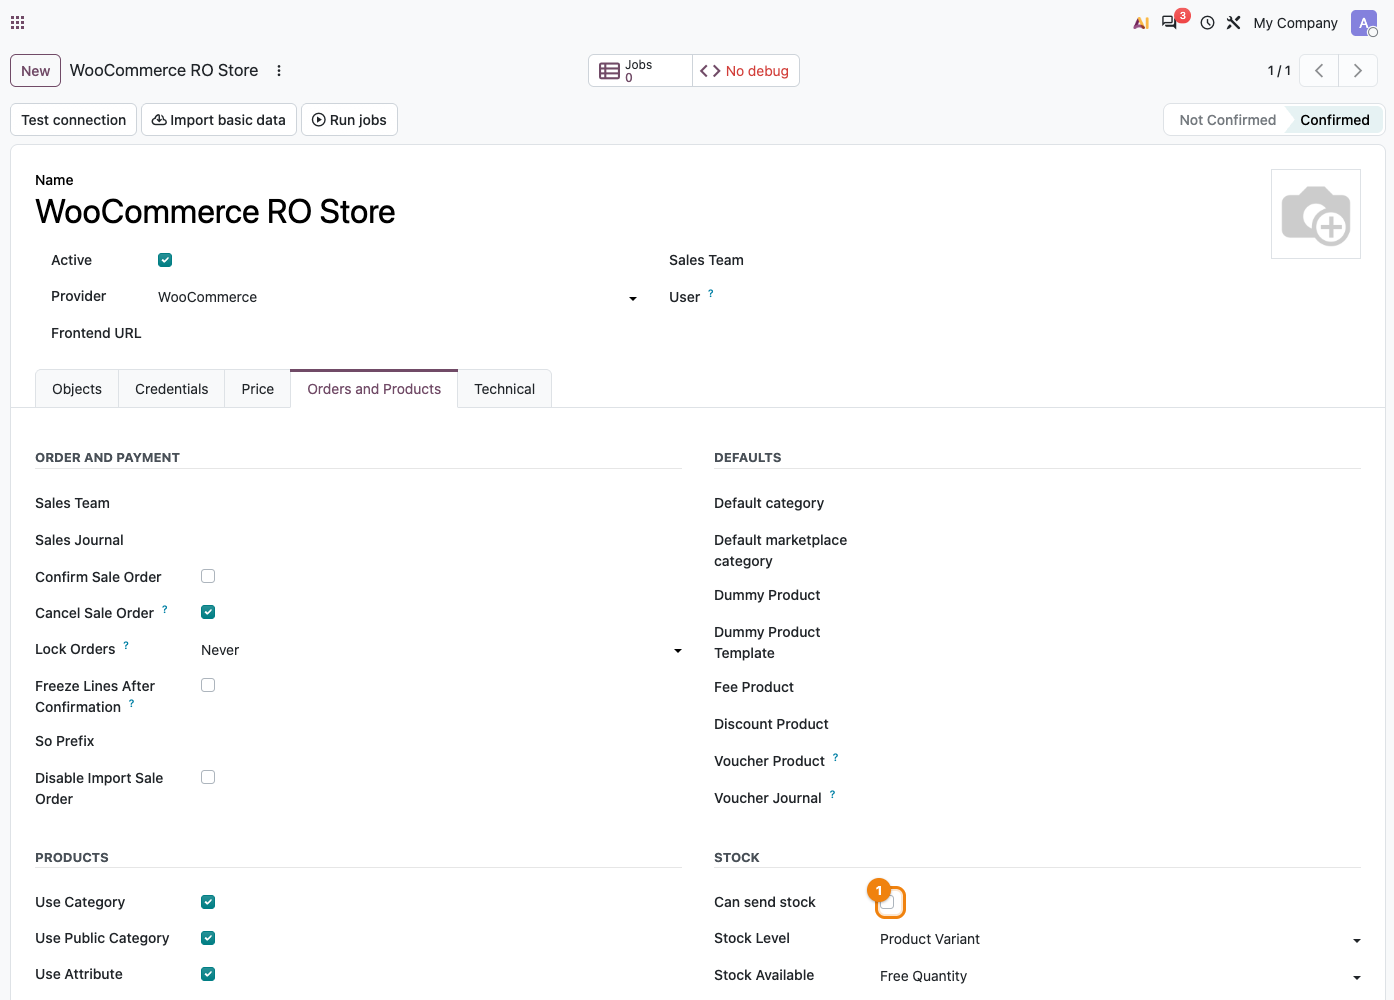 AI
3
My Company
A
New
WooCommerce RO Store
Jobs
0
No debug
1 / 1
Test connection
Import basic data
Run jobs
Not Confirmed
Confirmed
Name
WooCommerce RO Store
Active
Sales Team
Provider
WooCommerce
User ?
Frontend URL
Objects
Credentials
Price
Orders and Products
Technical
ORDER AND PAYMENT
Sales Team
Sales Journal
Confirm Sale Order
Cancel Sale Order ?
Lock Orders ?
Never
Freeze Lines After
Confirmation ?
So Prefix
Disable Import Sale
Order
DEFAULTS
Default category
Default marketplace
category
Dummy Product
Dummy Product
Template
Fee Product
Discount Product
Voucher Product ?
Voucher Journal ?
PRODUCTS
Use Category
Use Public Category
Use Attribute
STOCK
Can send stock
1
Stock Level
Product Variant
Stock Available
Free Quantity